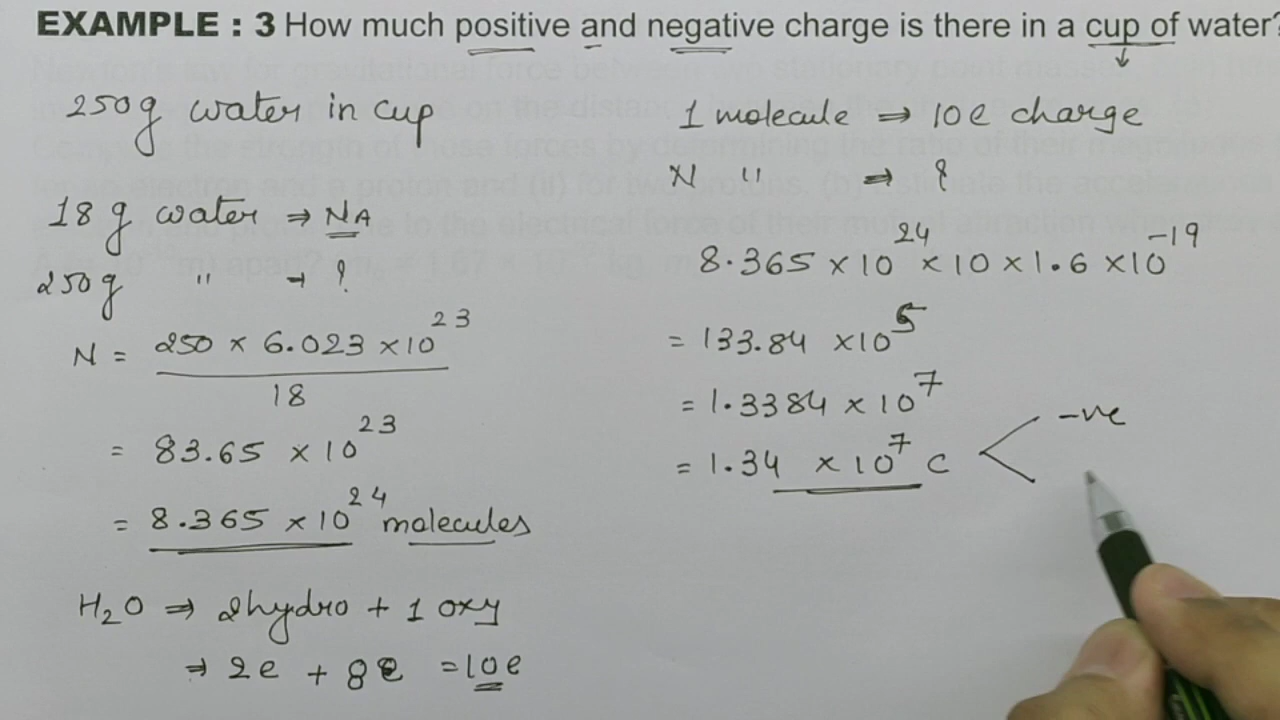 EXAMPLE : 3 How much positive and negative charge is there in a cup of water?
250g water in cup
18 g water ⇒ NA
250g " → ?
N = 250 × 6.023 × 10^23 / 18
= 83.65 × 10^23
= 8.365 × 10^24 molecules
H₂O ⇒ 2hydro + 1 oxy
⇒ 2e + 8e = 10e
1 molecule ⇒ 10e charge
N " ⇒ ?
8.365 × 10^24 × 10 × 1.6 × 10^-19
= 133.84 × 10^5
= 1.3384 × 10^7
= 1.34 × 10^7 C < -ve